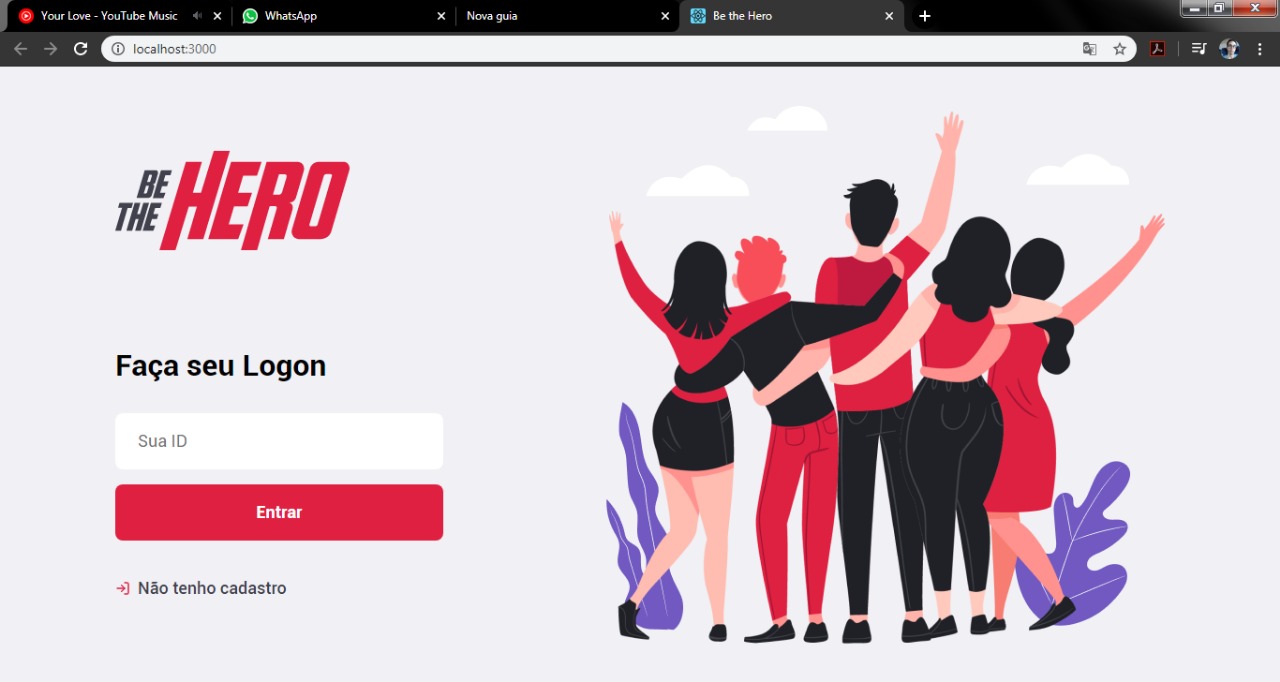 Your Love - YouTube Music
WhatsApp
Nova guia
Be the Hero
localhost:3000
BE
THE
HERO
Faça seu Logon
Sua ID
Entrar
Não tenho cadastro